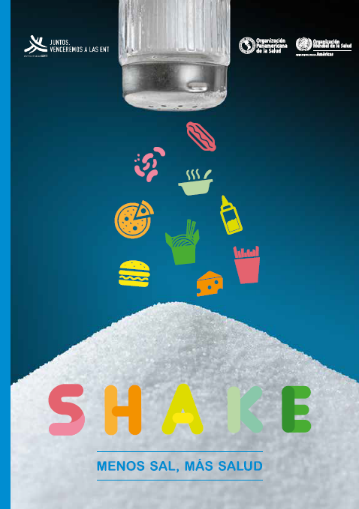 JUNTOS,
VENCEREMOS A LAS ENT
Organización
Panamericana
de la Salud
Organización
Mundial de la Salud
Américas
SHAKE
MENOS SAL, MÁS SALUD